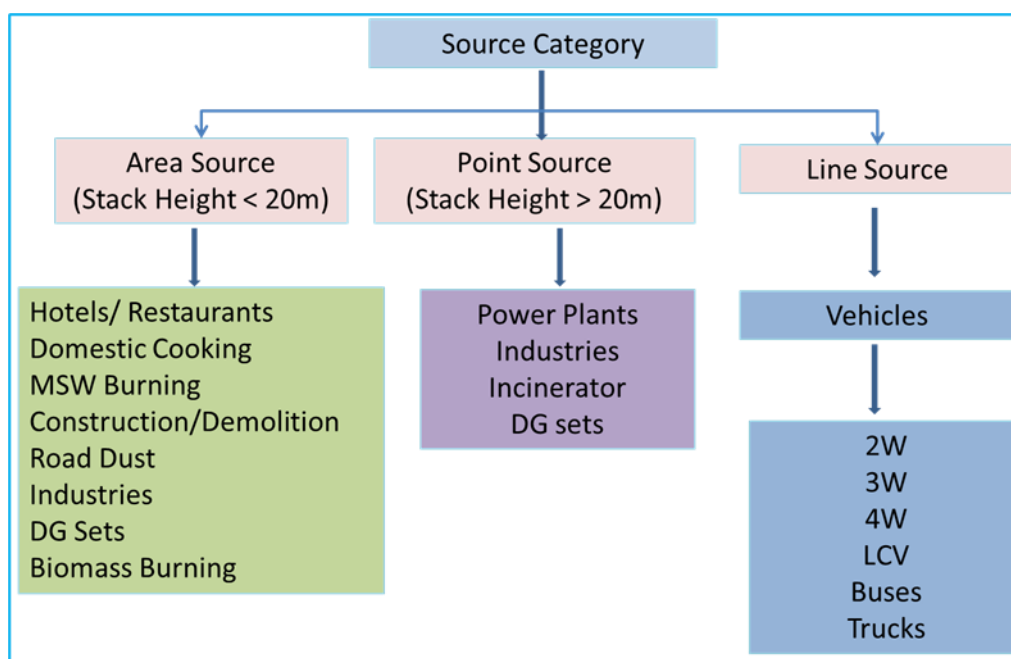 Source Category
Area Source
(Stack Height < 20m)
Point Source
(Stack Height > 20m)
Line Source
Hotels/ Restaurants
Domestic Cooking
MSW Burning
Construction/Demolition
Road Dust
Industries
DG Sets
Biomass Burning
Power Plants
Industries
Incinerator
DG sets
Vehicles
2W
3W
4W
LCV
Buses
Trucks